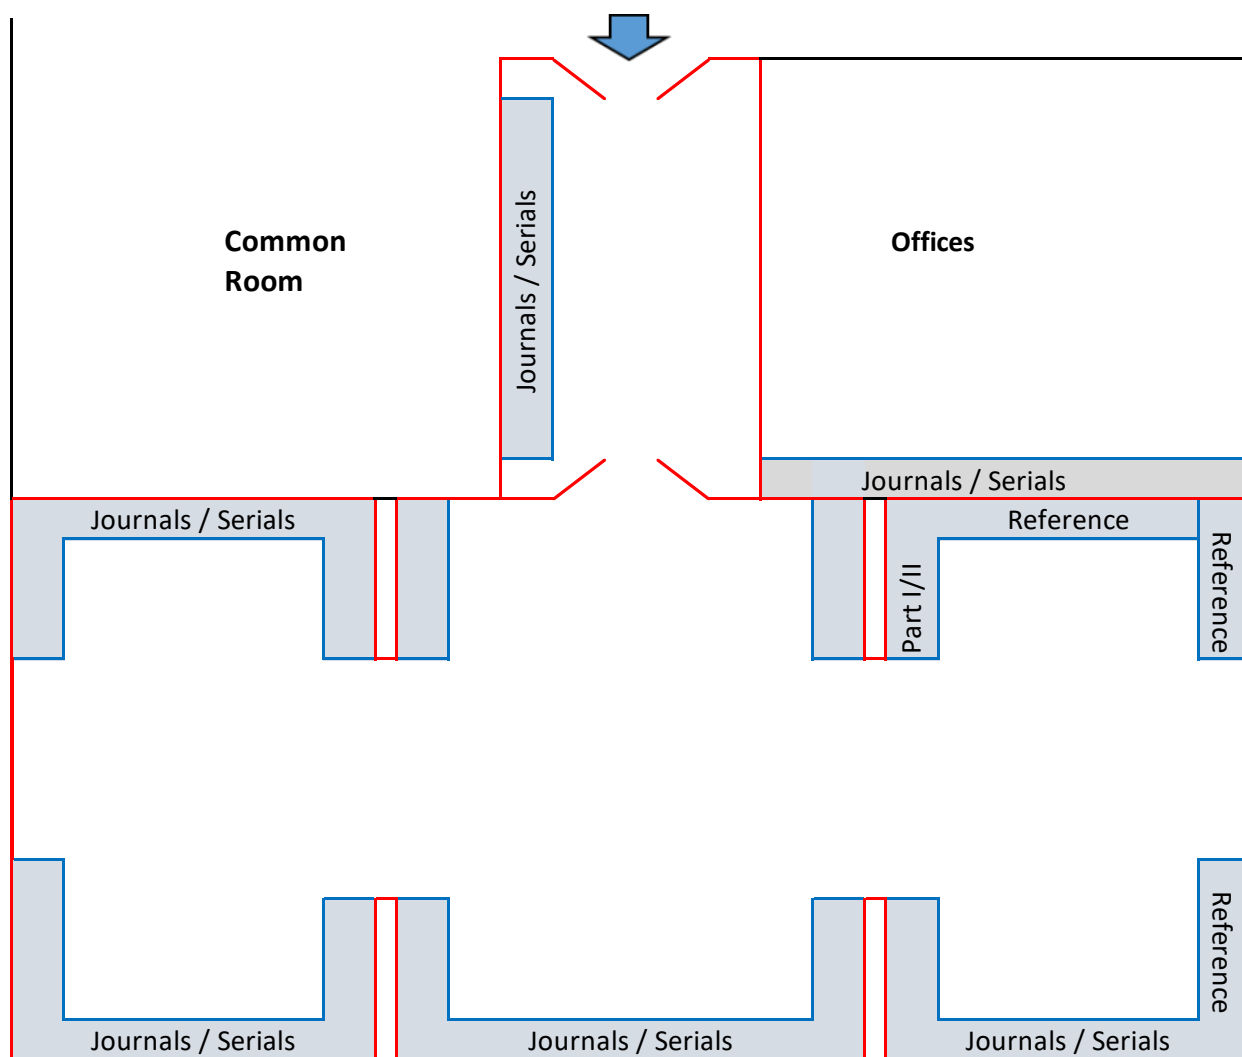 Common
Room
Journals / Serials
Offices
Journals / Serials
Journals / Serials
Reference
Reference
Part I/II
Reference
Journals / Serials
Journals / Serials
Journals / Serials